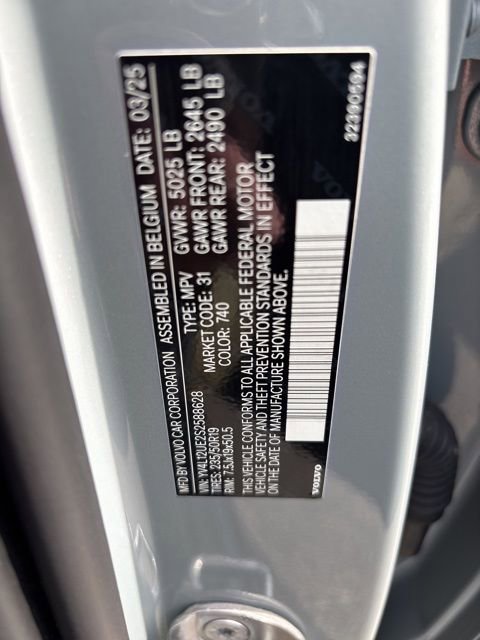 MFD BY VOLVO CAR CORPORATION ASSEMBLED IN BELGIUM DATE: 03/25
VIN: YV4L12UE2S2588628 TYPE: MPV GVWR: 5025 LB
TIRES: 235/50R19 MARKET CODE: 31 GAWR FRONT: 2645 LB
RIM: 7.5Jx19x50.5 COLOR: 740 GAWR REAR: 2490 LB
THIS VEHICLE CONFORMS TO ALL APPLICABLE FEDERAL MOTOR
VEHICLE SAFETY AND THEFT PREVENTION STANDARDS IN EFFECT
ON THE DATE OF MANUFACTURE SHOWN ABOVE.
VOLVO